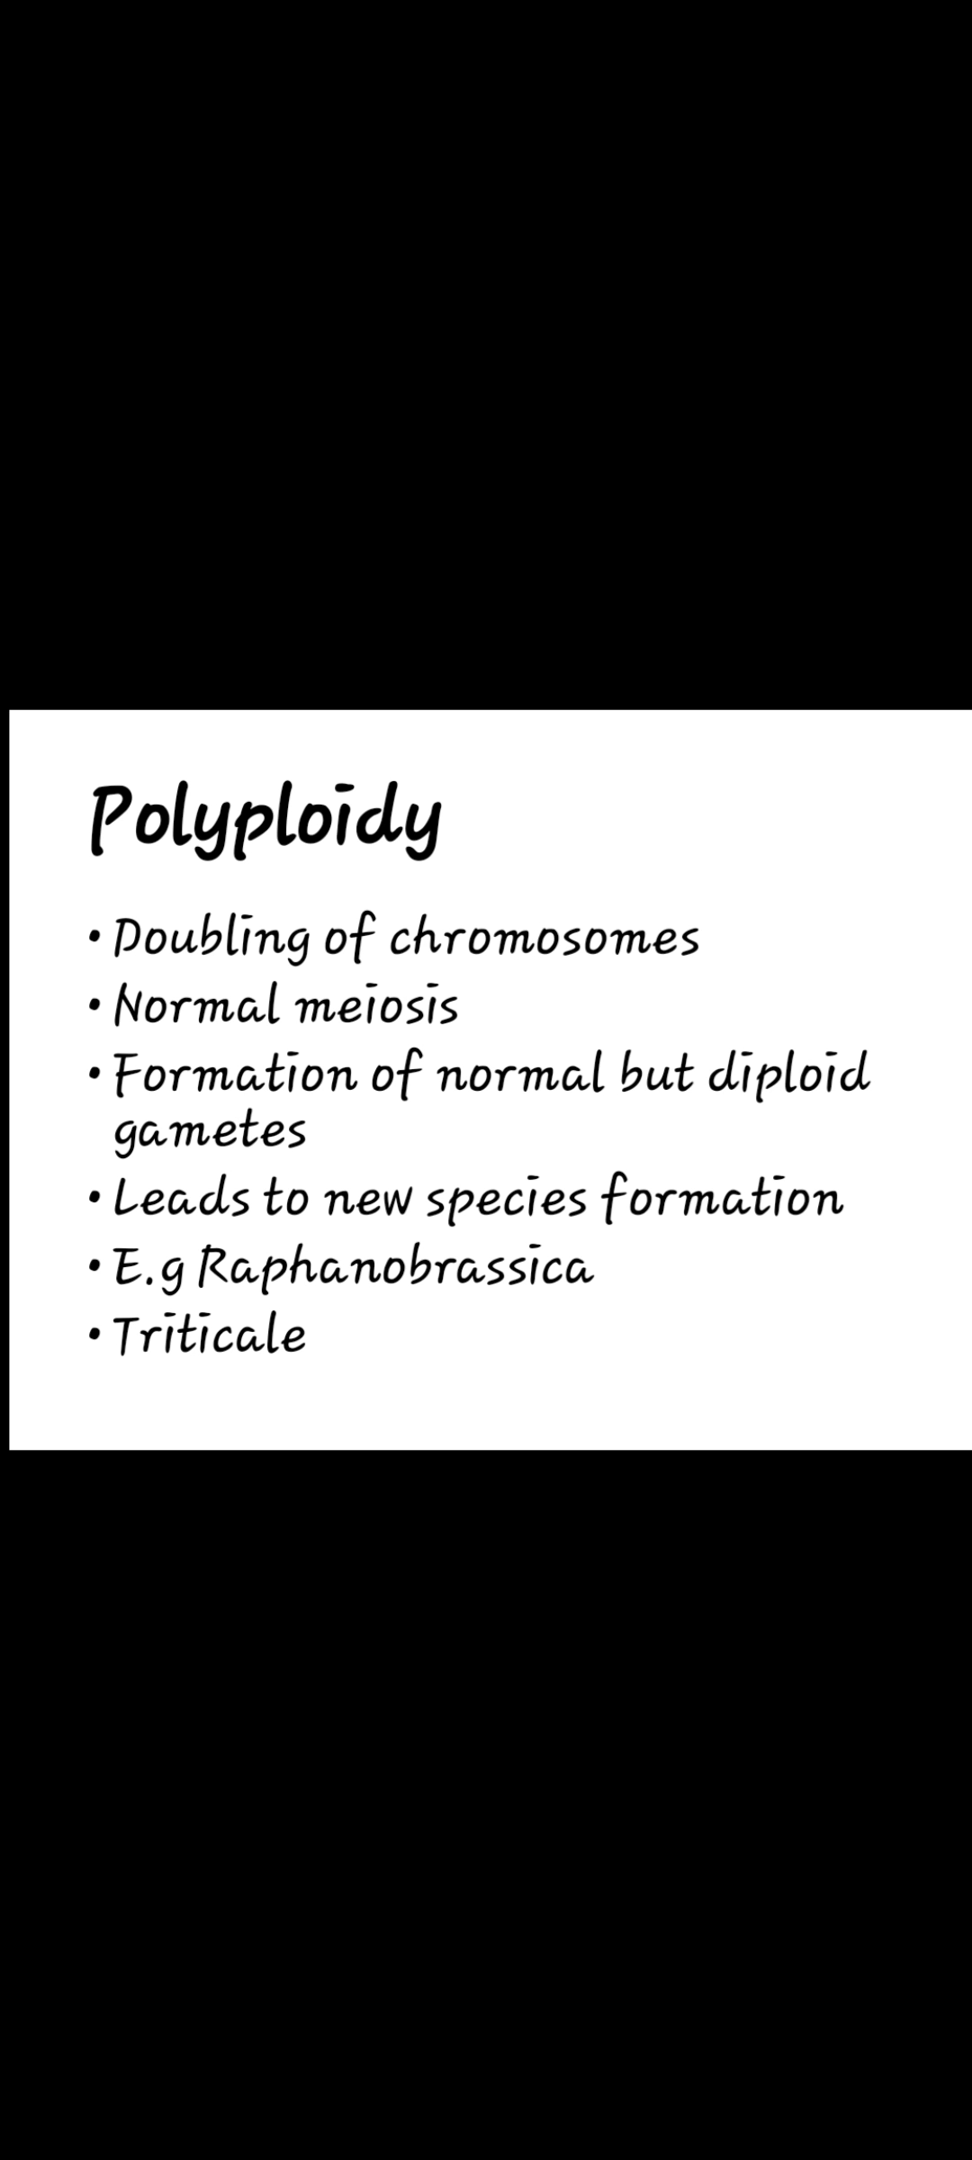 Polyploidy
• Doubling of chromosomes
• Normal meiosis
• Formation of normal but diploid
gametes
• Leads to new species formation
• E.g Raphanobrassica
• Triticale